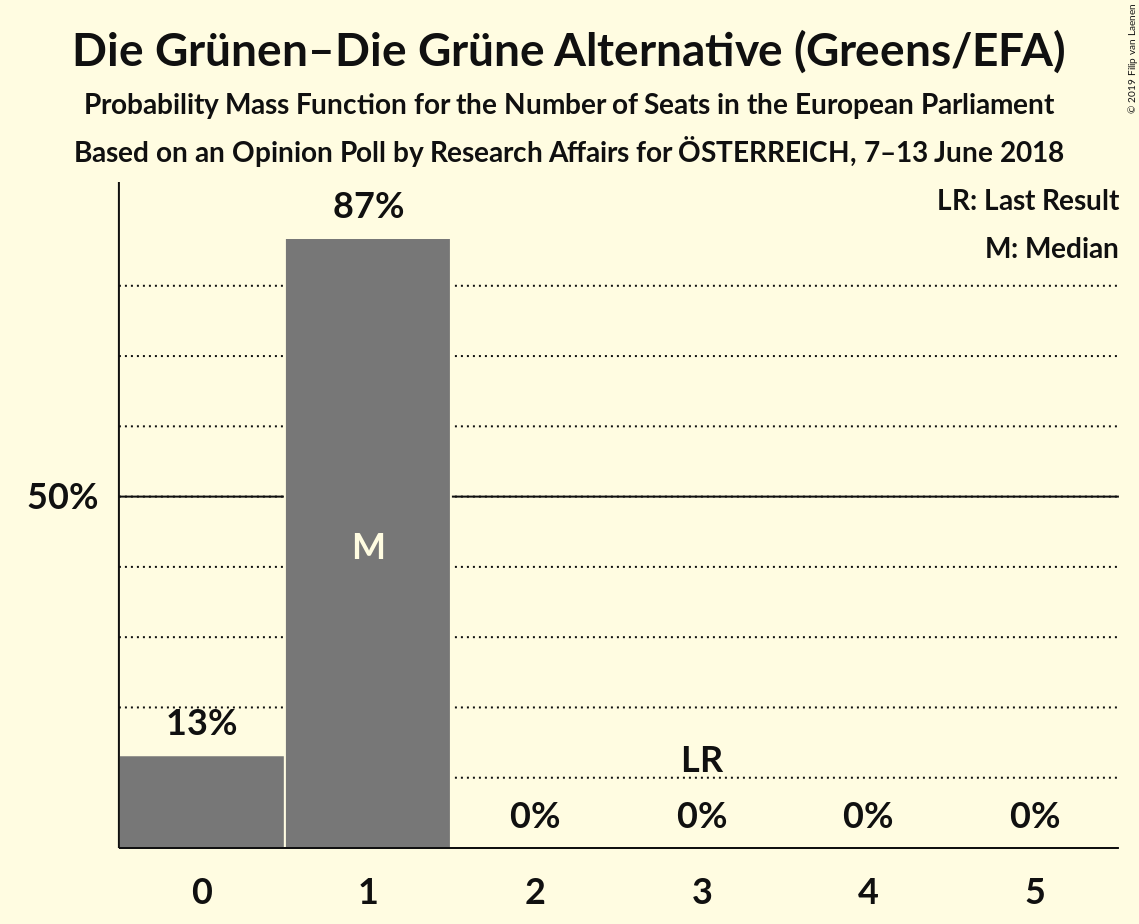 Die Grünen–Die Grüne Alternative (Greens/EFA)
Probability Mass Function for the Number of Seats in the European Parliament
Based on an Opinion Poll by Research Affairs for ÖSTERREICH, 7–13 June 2018
© 2019 Filip van Laenen
LR: Last Result
M: Median
87%
50%
M
13%
LR
0% 0% 0% 0%
0 1 2 3 4 5